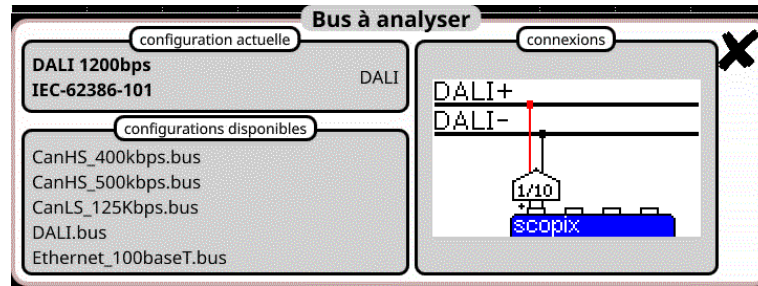 Bus à analyser
configuration actuelle
DALI 1200bps
IEC-62386-101
DALI
configurations disponibles
CanHS_400kbps.bus
CanHS_500kbps.bus
CanLS_125Kbps.bus
DALI.bus
Ethernet_100baseT.bus
connexions
DALI+
DALI-
1/10
+
scopix